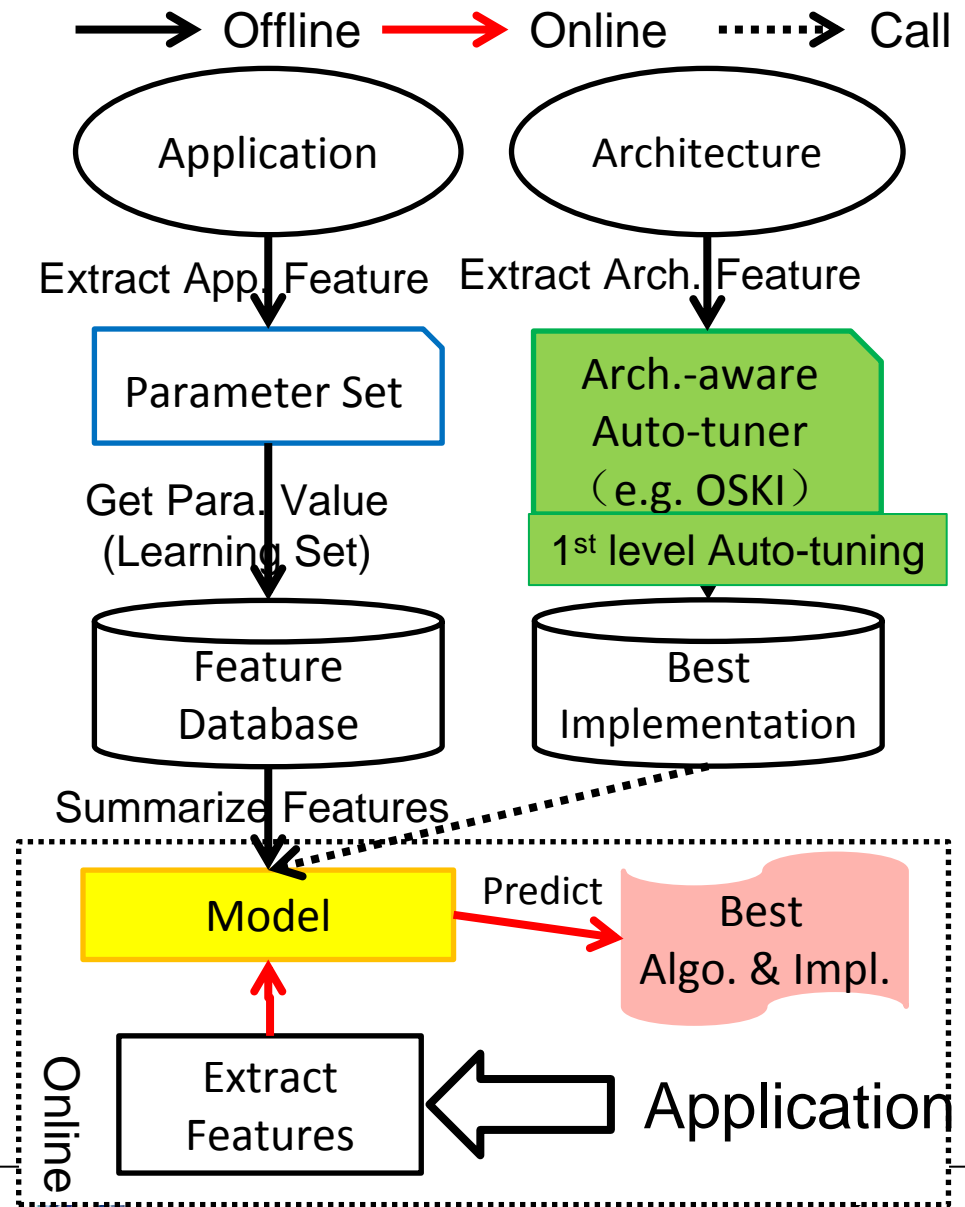 Offline Online Call
Application
Architecture
Extract App. Feature
Extract Arch. Feature
Parameter Set
Arch.-aware
Auto-tuner
（e.g. OSKI）
Get Para. Value
(Learning Set)
1st level Auto-tuning
Feature
Database
Best
Implementation
Summarize Features
Model
Predict
Best
Algo. & Impl.
Online
Extract
Features
Application